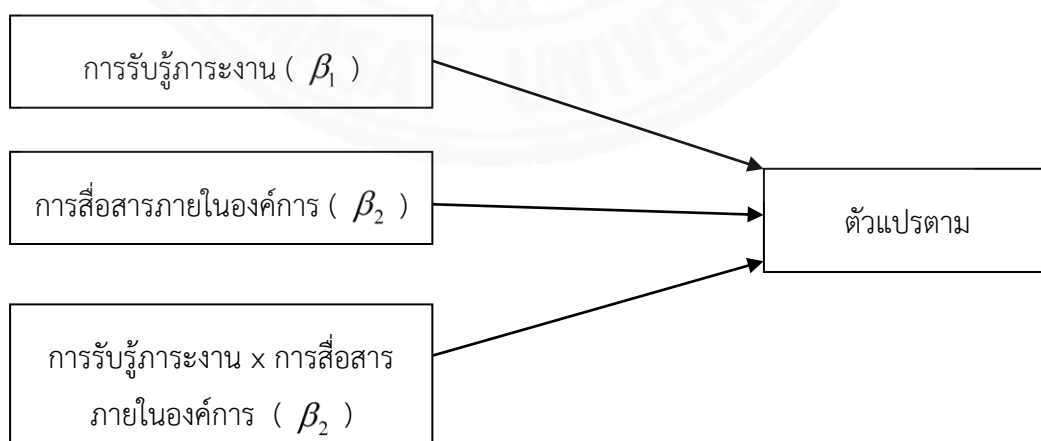 MASAT UNIVER
การรับรู้ภาระงาน ( β₁ )
การสื่อสารภายในองค์การ ( β₂ )
ตัวแปรตาม
การรับรู้ภาระงาน x การสื่อสาร
ภายในองค์การ ( β₂ )